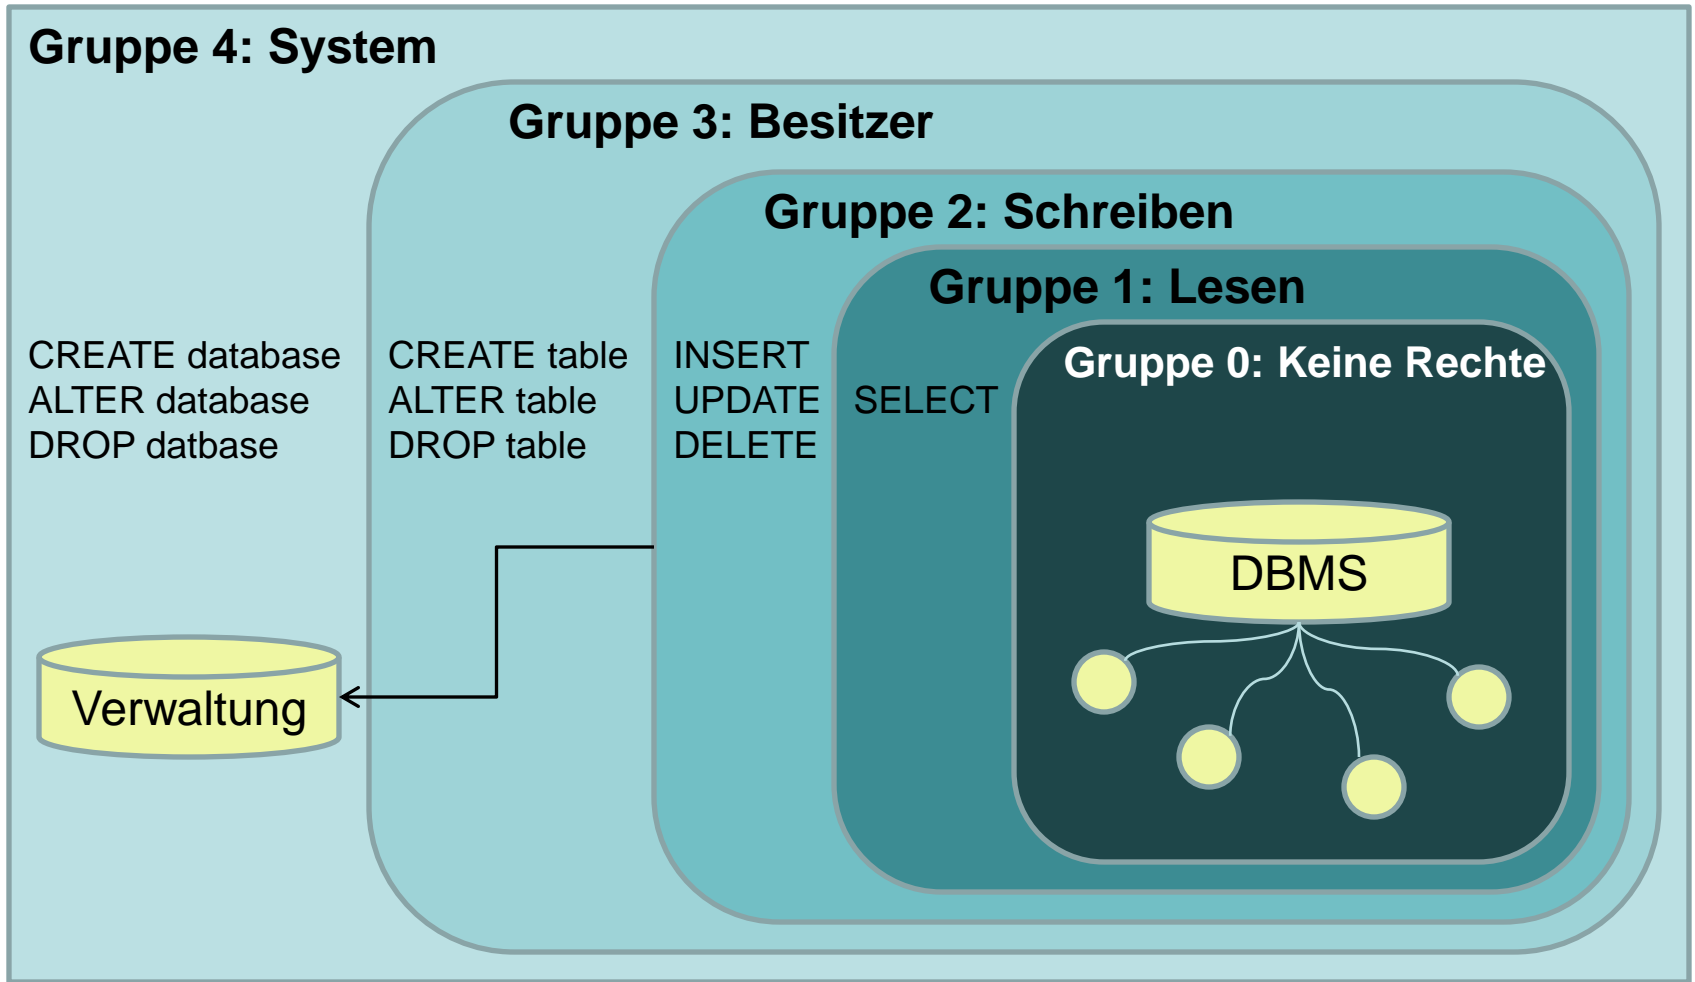 Gruppe 4: System
Gruppe 3: Besitzer
Gruppe 2: Schreiben
Gruppe 1: Lesen
Gruppe 0: Keine Rechte
CREATE database
ALTER database
DROP datbase
CREATE table
ALTER table
DROP table
INSERT
UPDATE
DELETE
SELECT
DBMS
Verwaltung